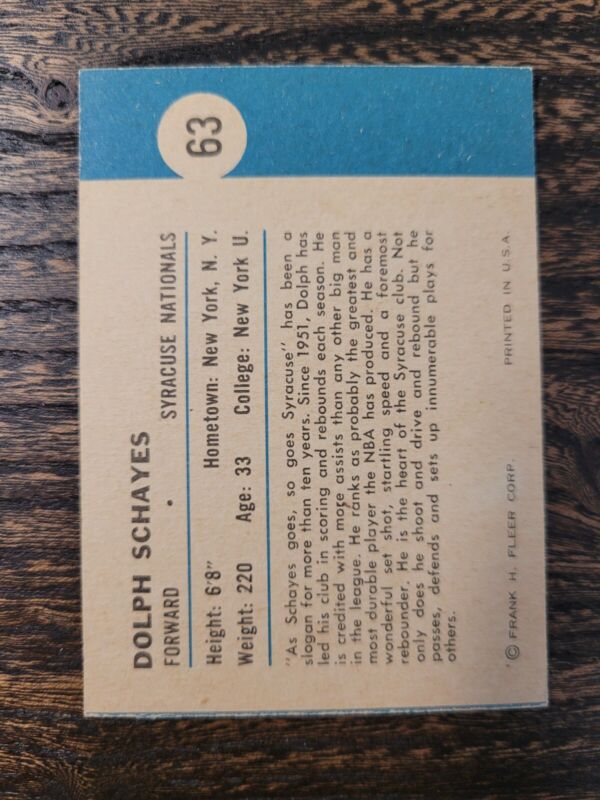 63
DOLPH SCHAYES
FORWARD • SYRACUSE NATIONALS
Height: 6'8" Hometown: New York, N. Y.
Weight: 220 Age: 33 College: New York U.
"As Schayes goes, so goes Syracuse" has been a
slogan for more than ten years. Since 1951, Dolph has
led his club in scoring and rebounds each season. He
is credited with more assists than any other big man
in the league. He ranks as probably the greatest and
most durable player the NBA has produced. He has a
wonderful set shot, startling speed and a foremost
rebounder. He is the heart of the Syracuse club. Not
only does he shoot and drive and rebound but he
passes, defends and sets up innumerable plays for
others.
© FRANK H. FLEER CORP. PRINTED IN U.S.A.